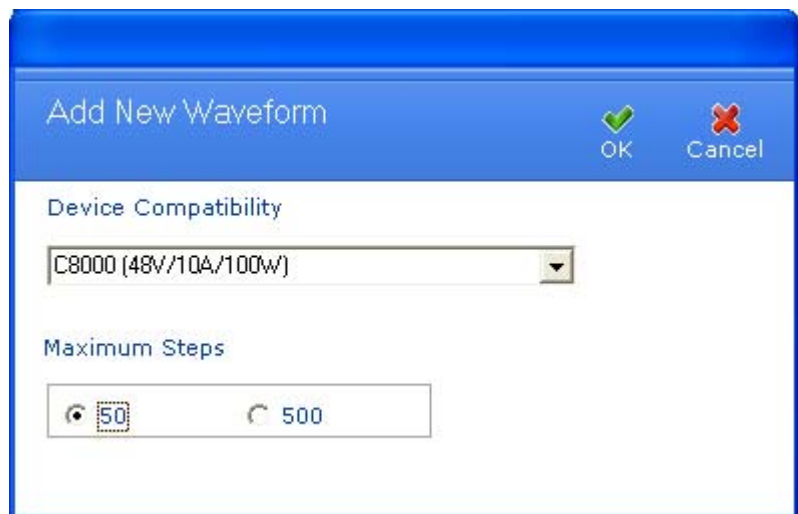 Add New Waveform
OK
Cancel
Device Compatibility
C8000 (48V/10A/100W)
Maximum Steps
50
500